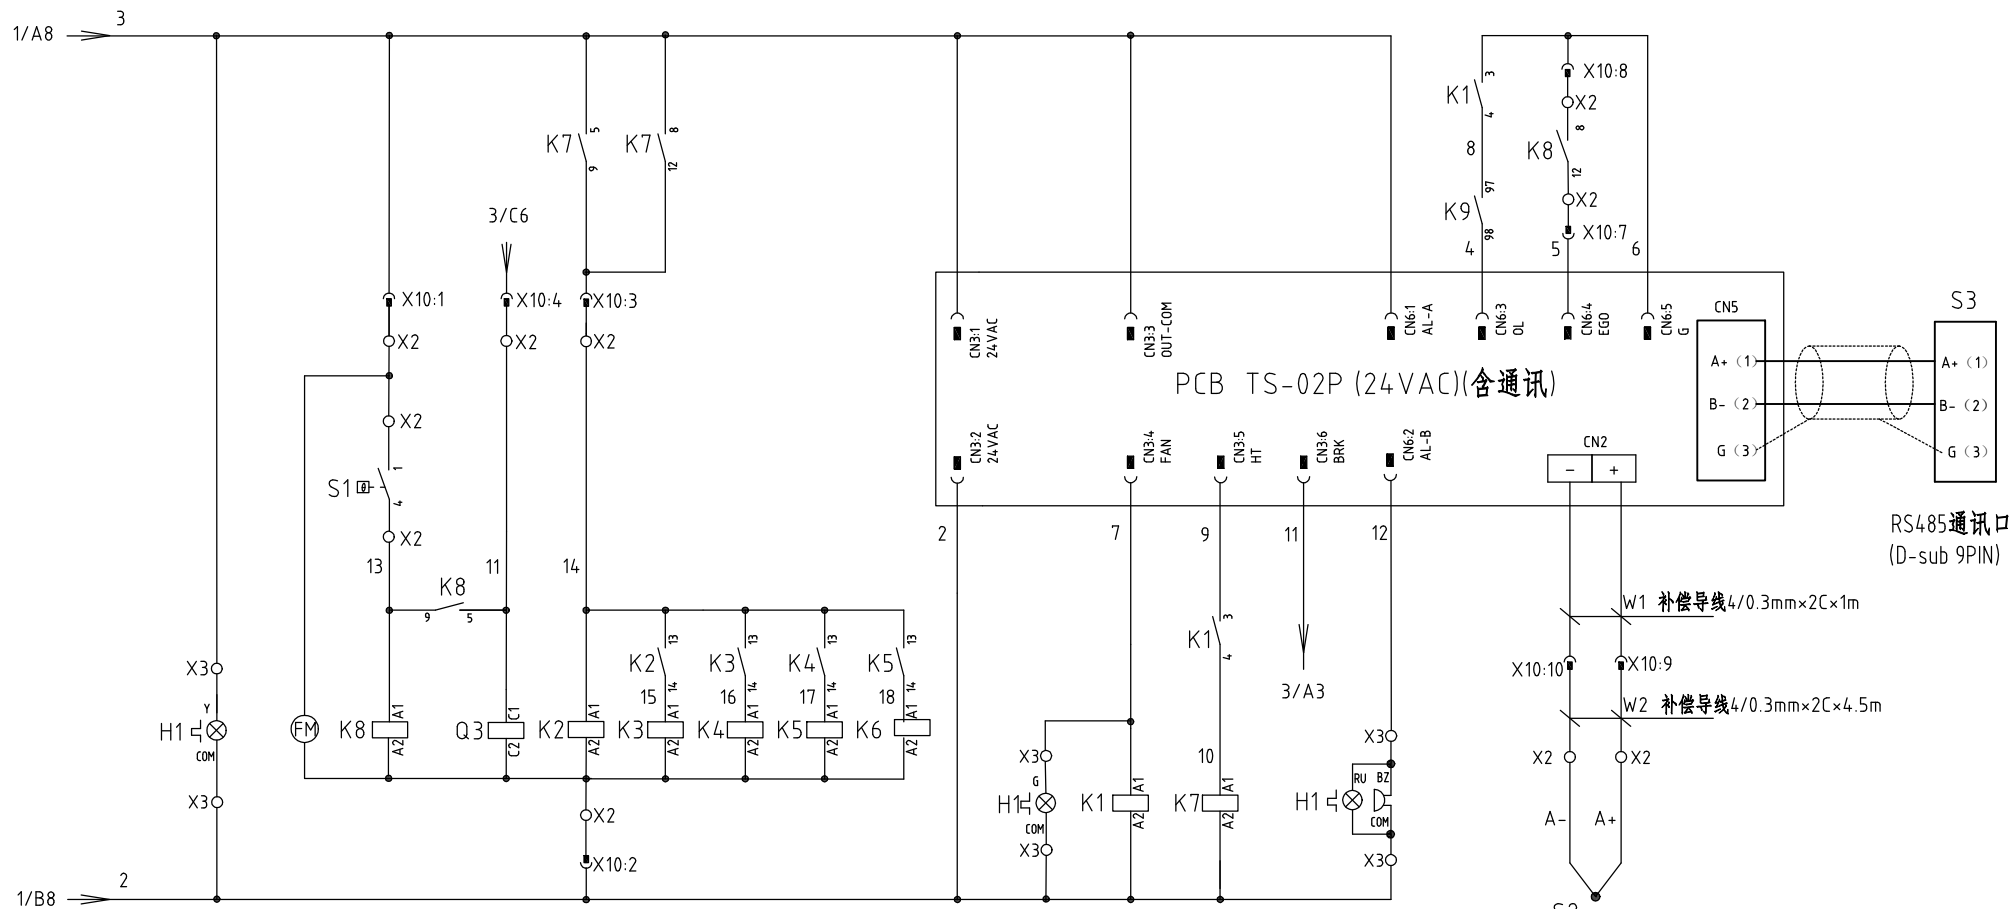 1/A8
3
K7
5
9
K7
8
12
3/C6
X10:1
X10:4
X10:3
X2
X2
X2
X2
S1
1
4
X2
13
11
14
K8
9
5
X3
Y
H1
COM
X3
FM
K8
A1
A2
Q3
C1
C2
K2
A1
A2
K2
13
14
15
K3
A1
A2
K3
13
14
16
K4
A1
A2
K4
13
14
17
K5
A1
A2
K5
13
14
18
K6
A1
A2
X2
X10:2
1/B8
2
K1
3
4
8
K9
97
98
4
X10:8
X2
K8
8
12
X2
X10:7
5
6
CN3:1
24VAC
CN3:3
OUT-COM
CN6:1
AL-A
CN6:3
OL
CN6:4
EGO
CN6:5
G
PCB TS-02P (24VAC)(含通讯)
CN3:2
24VAC
CN3:4
FAN
CN3:5
HT
CN3:6
BRK
CN6:2
AL-B
CN2
-
+
CN5
A+ (1)
B- (2)
G (3)
S3
A+ (1)
B- (2)
G (3)
RS485通讯口
(D-sub 9PIN)
2
7
9
11
12
K1
3
4
3/A3
10
X3
G
H1
COM
X3
K1
A1
A2
K7
A1
A2
X3
RU
BZ
H1
COM
X3
W1 补偿导线4/0.3mm×2C×1m
X10:10
X10:9
W2 补偿导线4/0.3mm×2C×4.5m
X2
X2
A-
A+